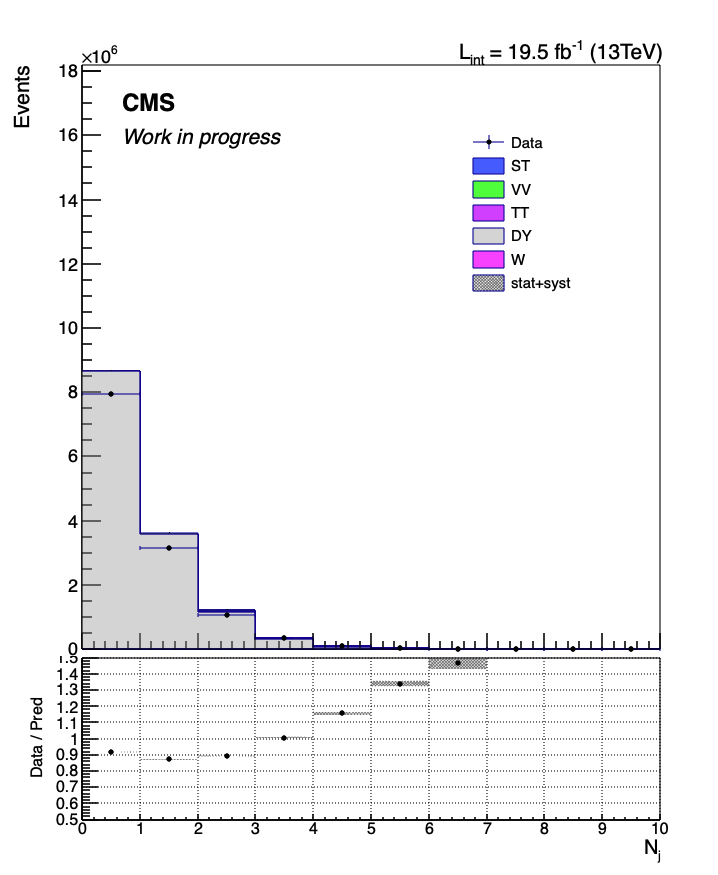 ×10⁶
L_int = 19.5 fb⁻¹ (13TeV)
Events
18
16
14
12
10
8
6
4
2
0
CMS
Work in progress
Data
ST
VV
TT
DY
W
stat+syst
Data / Pred
1.5
1.4
1.3
1.2
1.1
1
0.9
0.8
0.7
0.6
0.5
0 1 2 3 4 5 6 7 8 9 10
N_j